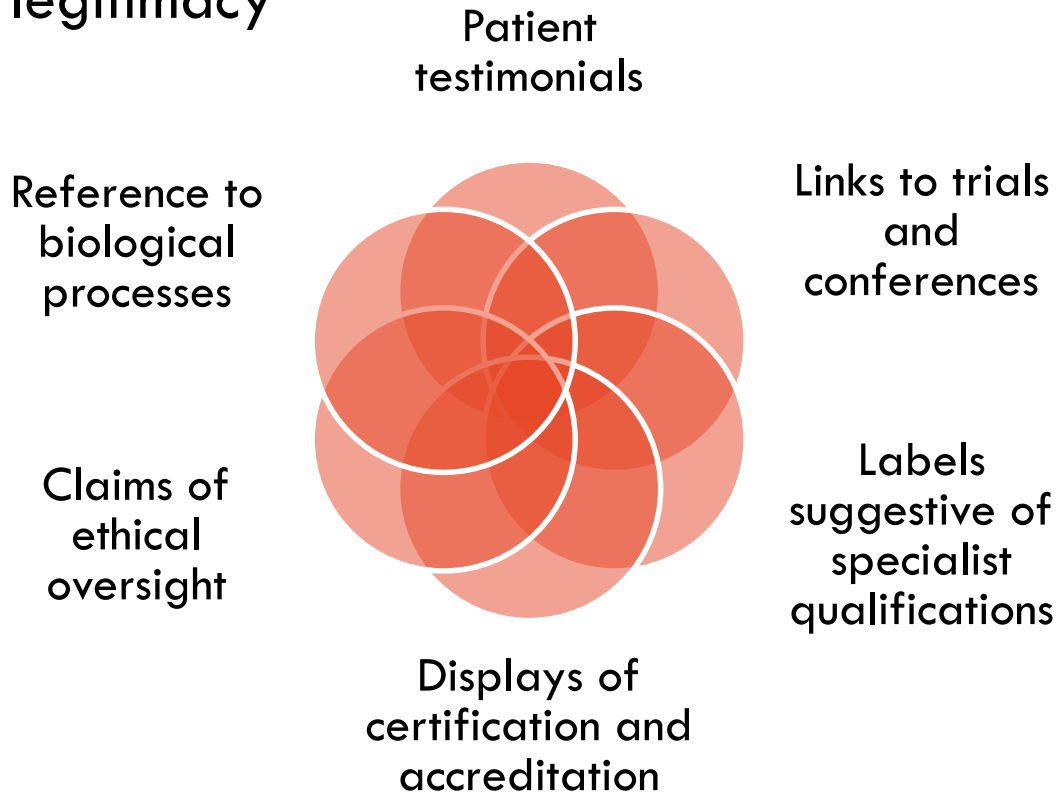 legitimacy
Patient
testimonials
Links to trials
and
conferences
Labels
suggestive of
specialist
qualifications
Displays of
certification and
accreditation
Claims of
ethical
oversight
Reference to
biological
processes